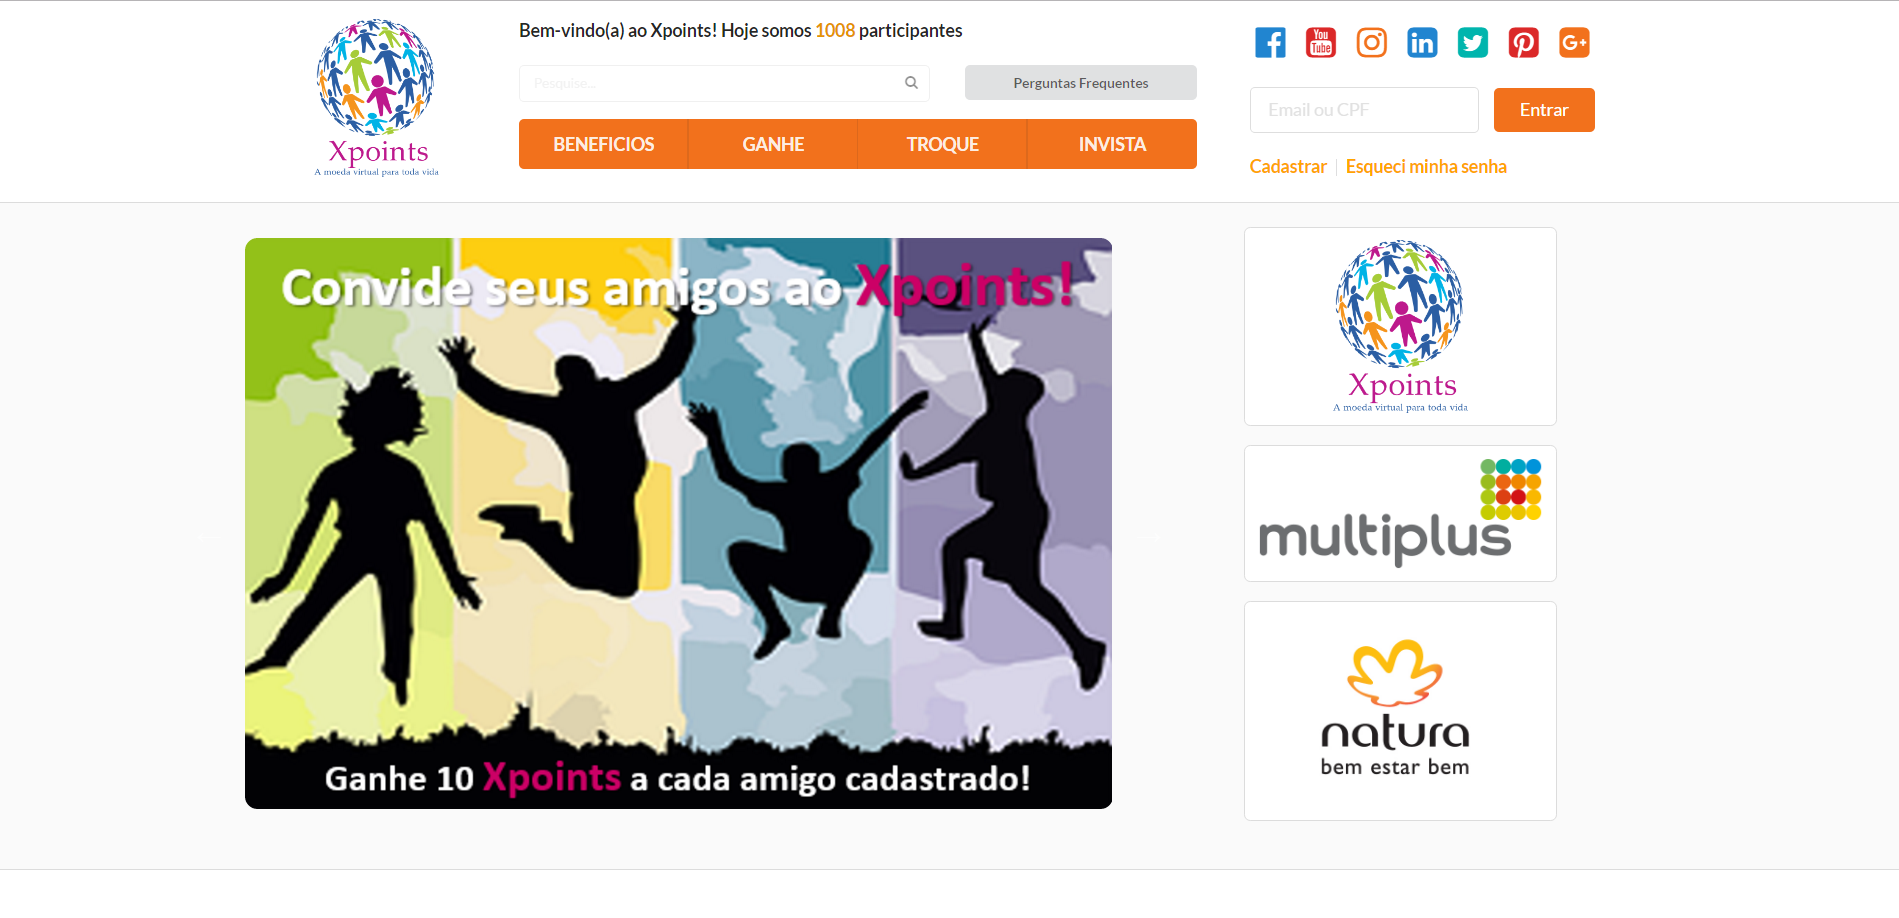 Bem-vindo(a) ao Xpoints! Hoje somos 1008 participantes
Pesquise...
Perguntas Frequentes
BENEFICIOS
GANHE
TROQUE
INVISTA
Xpoints
A moeda virtual para toda vida
You
Tube
in
G+
Email ou CPF
Entrar
Cadastrar
Esqueci minha senha
Convide seus amigos ao Xpoints!
Ganhe 10 Xpoints a cada amigo cadastrado!
Xpoints
A moeda virtual para toda vida
multiplus
natura
bem estar bem